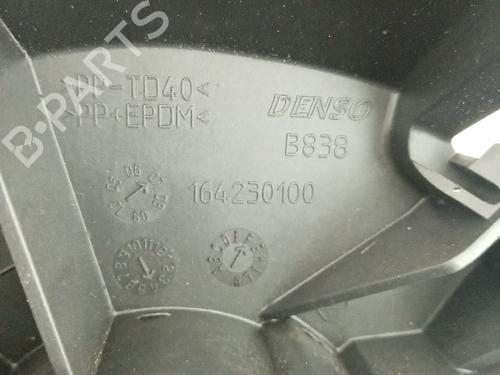 B-PARTS
PP-TD40<
>PP+EPDM<
DENSO
B838
164230100